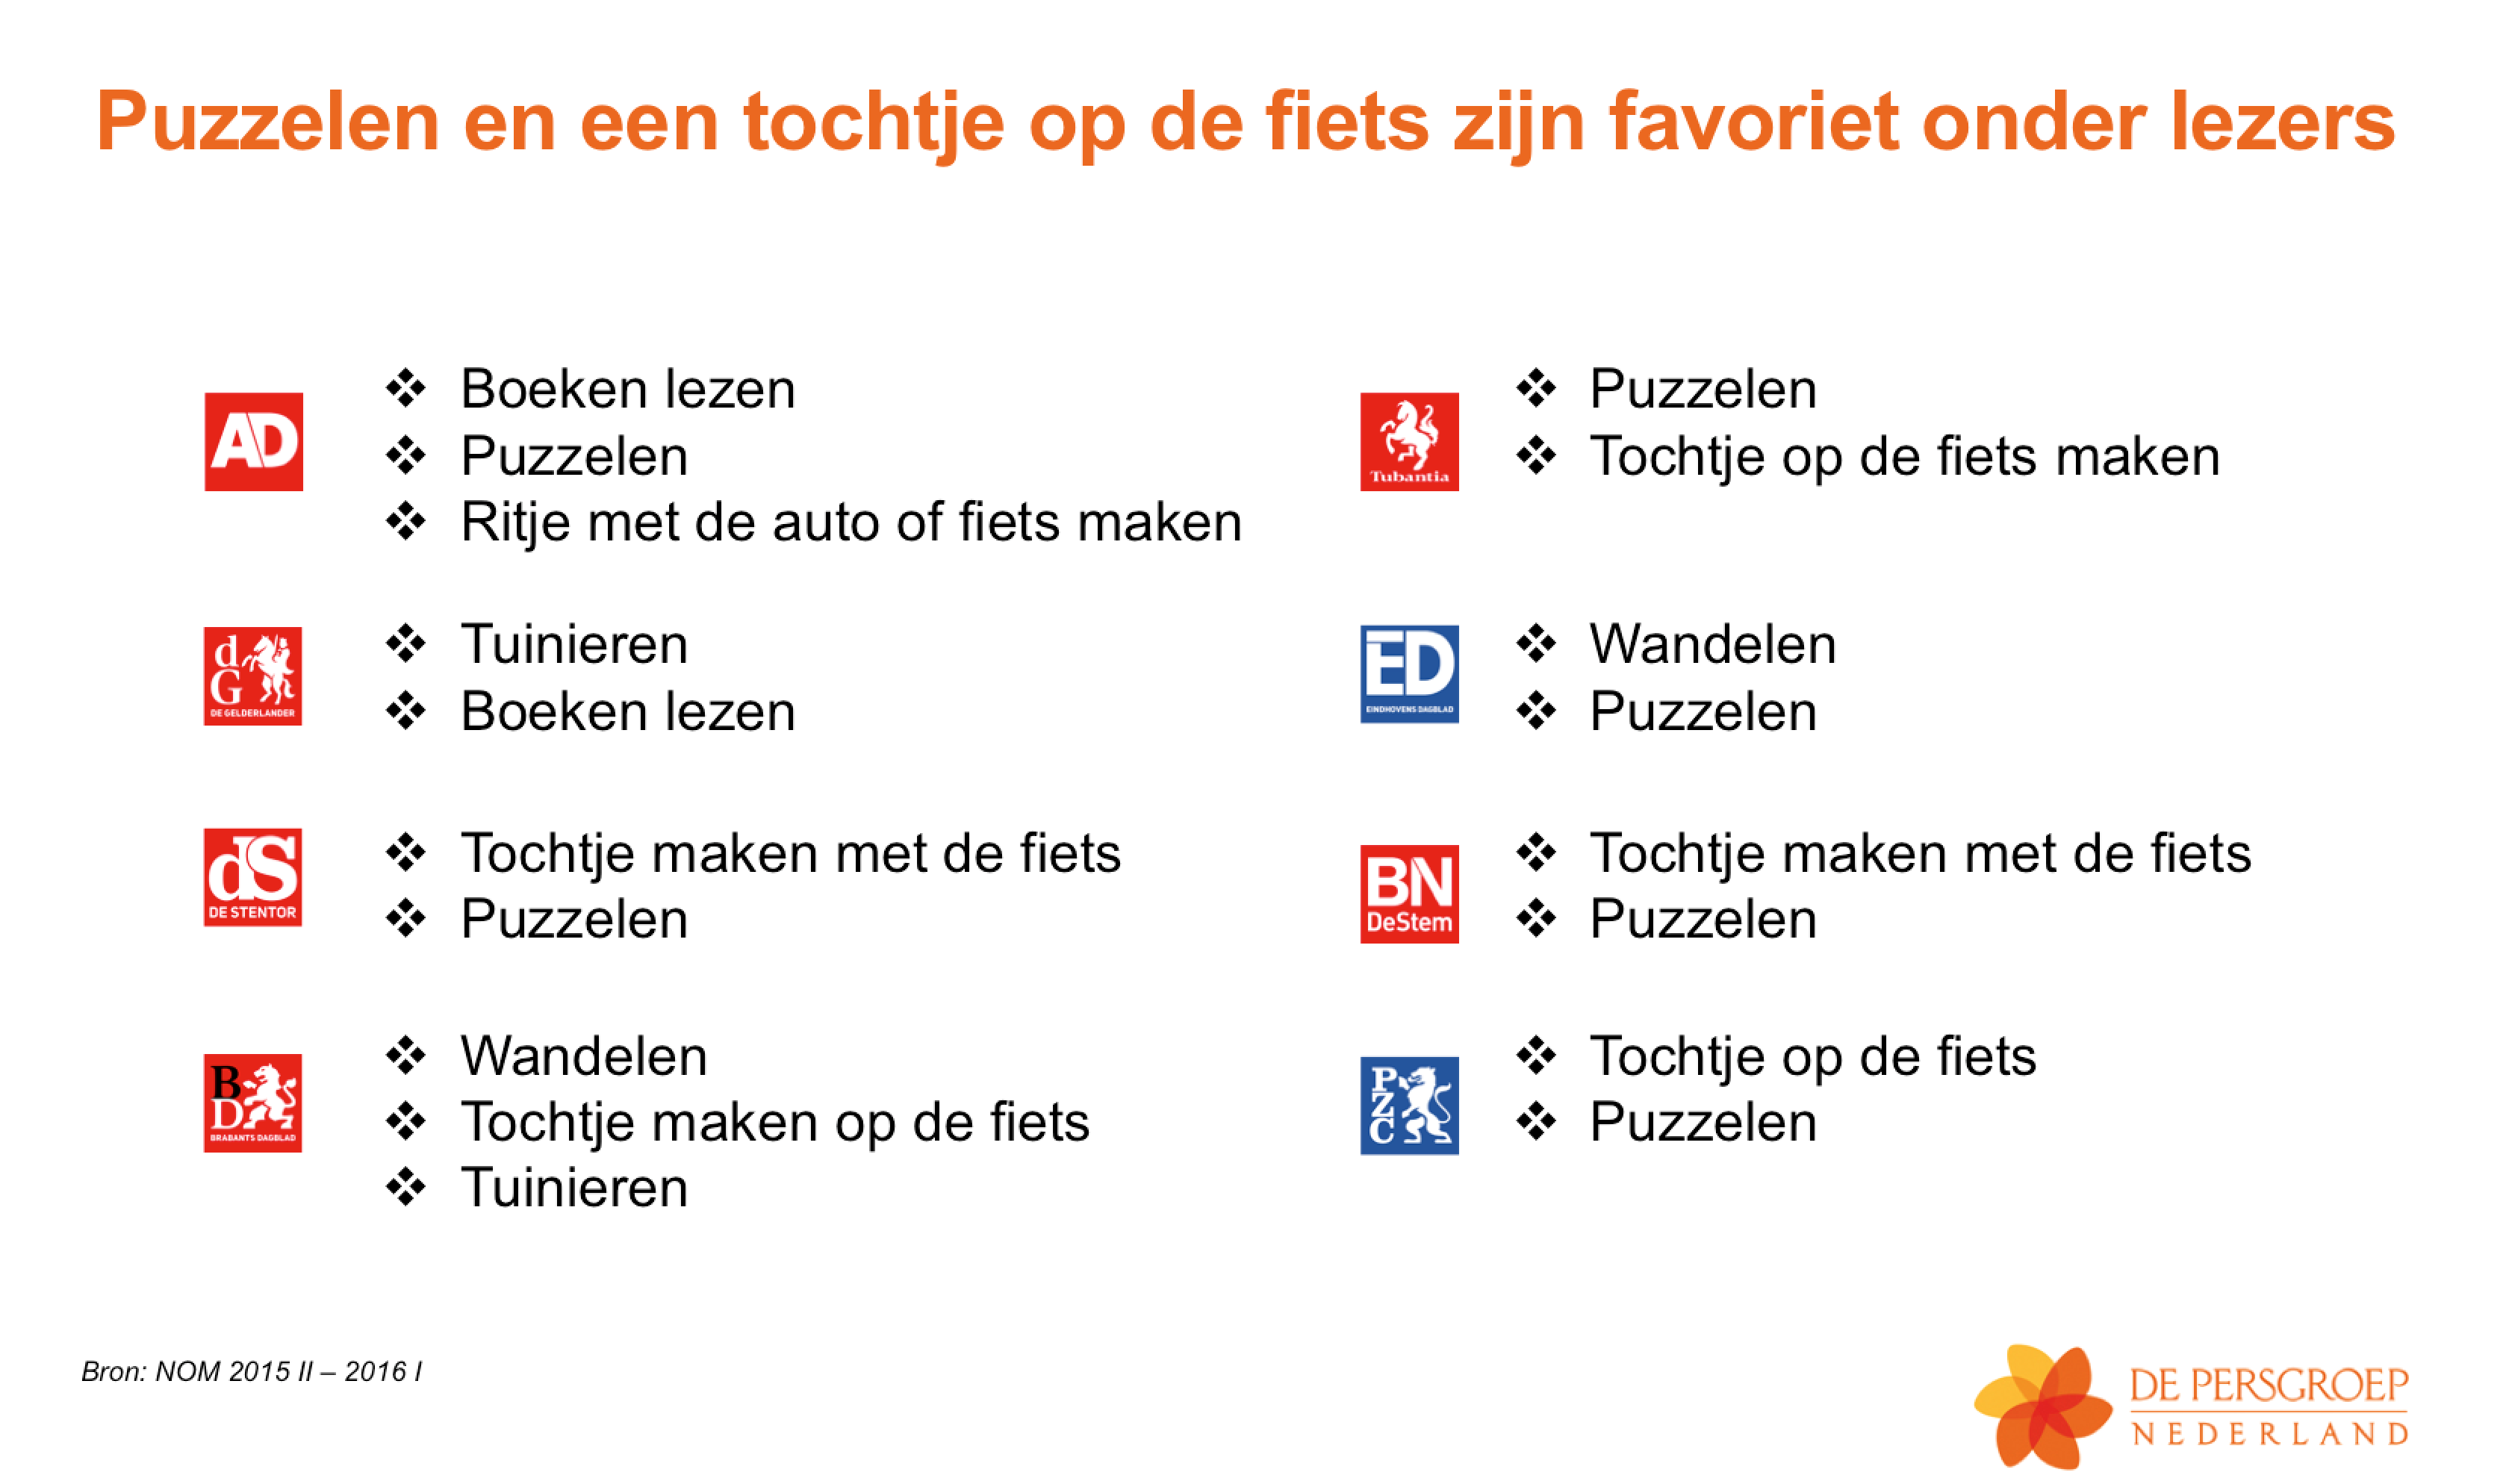 Puzzelen en een tochtje op de fiets zijn favoriet onder lezers
AD
❖ Boeken lezen
❖ Puzzelen
❖ Ritje met de auto of fiets maken
dG
DE GELDERLANDER
❖ Tuinieren
❖ Boeken lezen
dS
DE STENTOR
❖ Tochtje maken met de fiets
❖ Puzzelen
BD
BRABANTS DAGBLAD
❖ Wandelen
❖ Tochtje maken op de fiets
❖ Tuinieren
Tubantia
❖ Puzzelen
❖ Tochtje op de fiets maken
ED
EINDHOVENS DAGBLAD
❖ Wandelen
❖ Puzzelen
BN
DeStem
❖ Tochtje maken met de fiets
❖ Puzzelen
PZC
❖ Tochtje op de fiets
❖ Puzzelen
Bron: NOM 2015 II – 2016 I
DE PERSGROEP
NEDERLAND